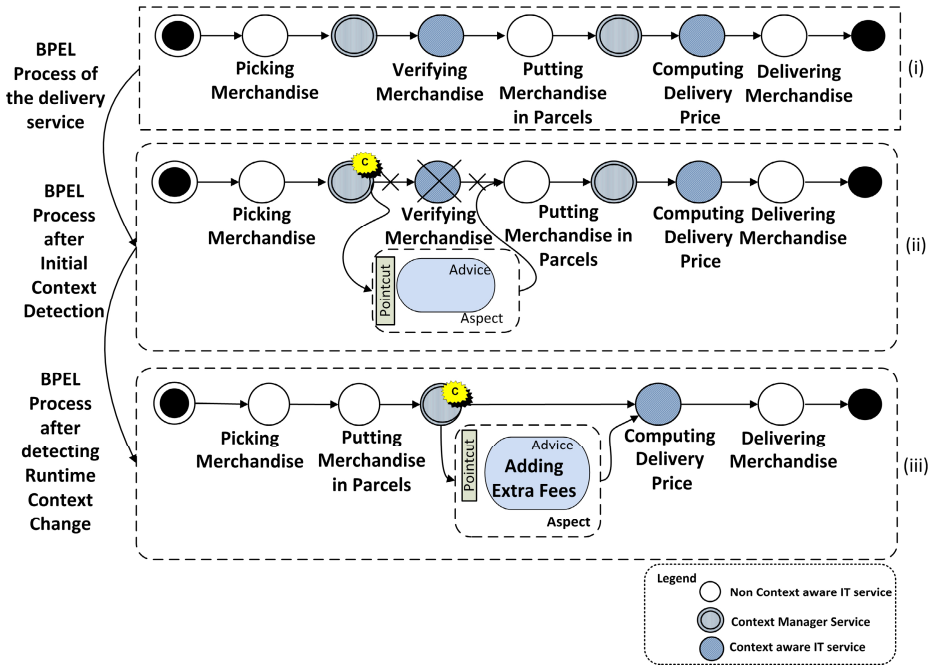 BPEL
Process of
the delivery
service
Picking
Merchandise
Verifying
Merchandise
Putting
Merchandise
in Parcels
Computing
Delivery
Price
Delivering
Merchandise
(i)
BPEL
Process
after
Initial
Context
Detection
C
Picking
Merchandise
Verifying
Merchandise
Putting
Merchandise in
Parcels
Computing
Delivery
Price
Delivering
Merchandise
Pointcut
Advice
Aspect
(ii)
BPEL
Process
after
detecting
Runtime
Context
Change
C
Picking
Merchandise
Putting
Merchandise
in Parcels
Pointcut
Advice
Adding
Extra Fees
Aspect
Computing
Delivery
Price
Delivering
Merchandise
(iii)
Legend
Non Context aware IT service
Context Manager Service
Context aware IT service